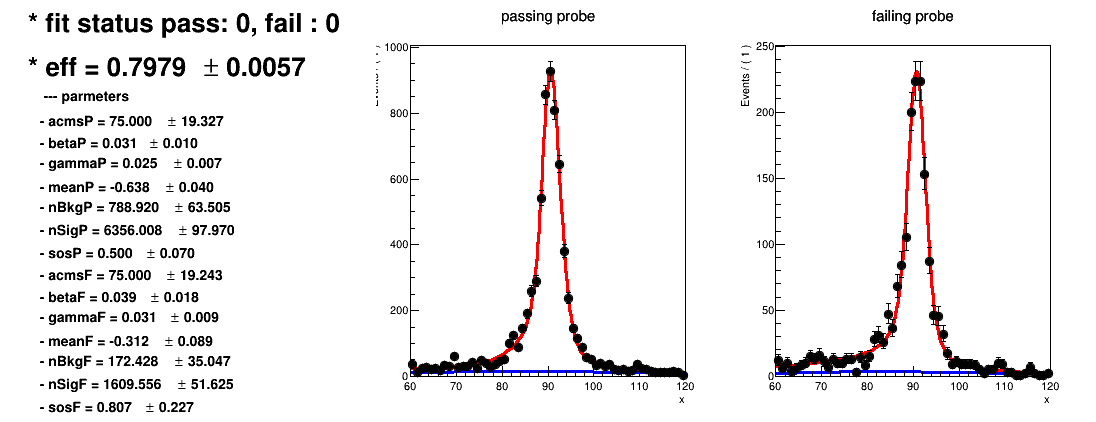 * fit status pass: 0, fail : 0
* eff = 0.7979 ± 0.0057
--- parmeters
- acmsP = 75.000 ± 19.327
- betaP = 0.031 ± 0.010
- gammaP = 0.025 ± 0.007
- meanP = -0.638 ± 0.040
- nBkgP = 788.920 ± 63.505
- nSigP = 6356.008 ± 97.970
- sosP = 0.500 ± 0.070
- acmsF = 75.000 ± 19.243
- betaF = 0.039 ± 0.018
- gammaF = 0.031 ± 0.009
- meanF = -0.312 ± 0.089
- nBkgF = 172.428 ± 35.047
- nSigF = 1609.556 ± 51.625
- sosF = 0.807 ± 0.227
passing probe
1000
800
600
400
200
0
60 70 80 90 100 110 120
x
failing probe
Events / ( 1 )
250
200
150
100
50
0
60 70 80 90 100 110 120
x